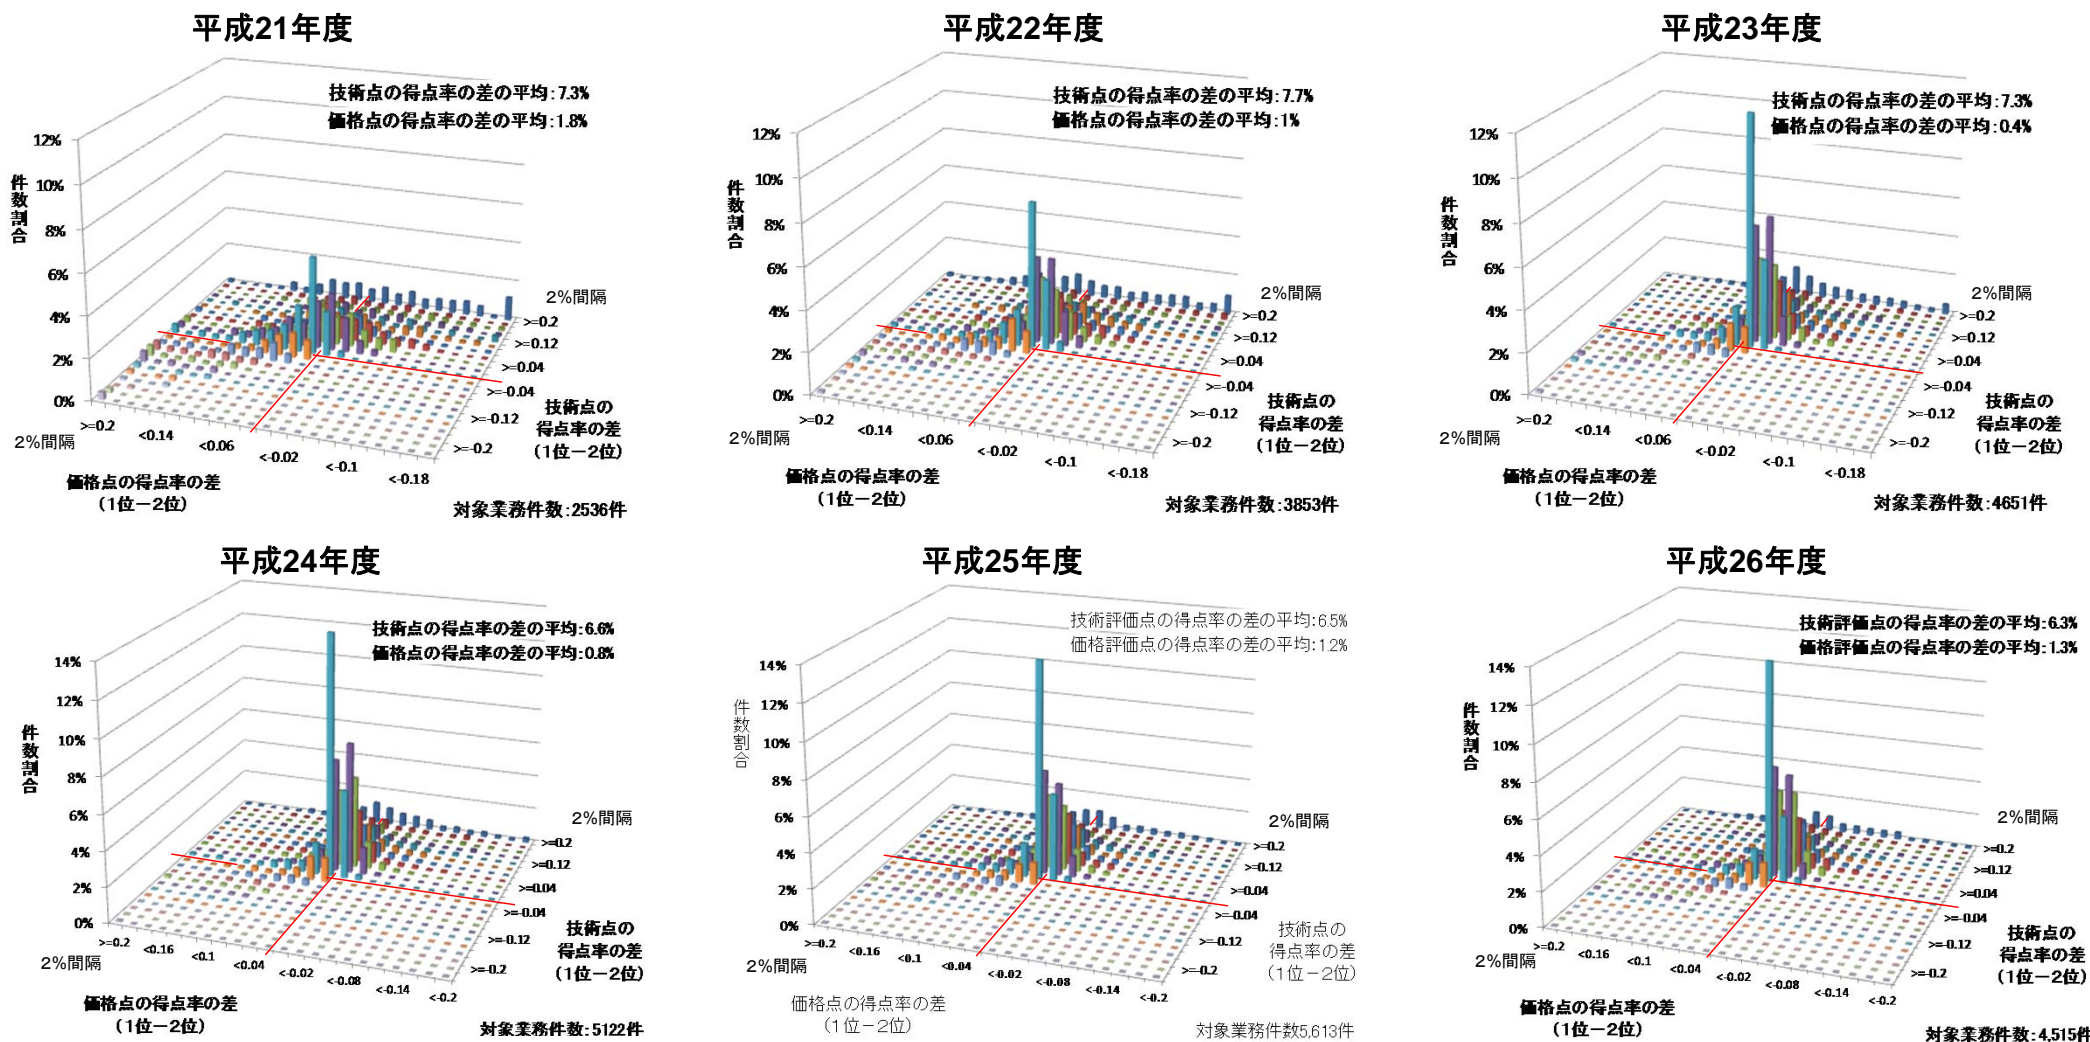 平成21年度
技術点の得点率の差の平均:7.3%
価格点の得点率の差の平均:1.8%
12%
10%
8%
6%
4%
2%
0%
件数割合
2%間隔
>=0.2
>=0.12
>=0.04
>=-0.04
>=-0.12
>=-0.2
技術点の
得点率の差
(1位－2位)
>=0.2
<0.14
<0.06
<-0.02
<-0.1
<-0.18
2%間隔
価格点の得点率の差
(1位－2位)
対象業務件数:2536件
平成22年度
技術点の得点率の差の平均:7.7%
価格点の得点率の差の平均:1%
12%
10%
8%
6%
4%
2%
0%
件数割合
2%間隔
>=0.2
>=0.12
>=0.04
>=-0.04
>=-0.12
>=-0.2
技術点の
得点率の差
(1位－2位)
>=0.2
<0.14
<0.06
<-0.02
<-0.1
<-0.18
2%間隔
価格点の得点率の差
(1位－2位)
対象業務件数:3853件
平成23年度
技術点の得点率の差の平均:7.3%
価格点の得点率の差の平均:0.4%
12%
10%
8%
6%
4%
2%
0%
件数割合
2%間隔
>=0.2
>=0.12
>=0.04
>=-0.04
>=-0.12
>=-0.2
技術点の
得点率の差
(1位－2位)
>=0.2
<0.14
<0.06
<-0.02
<-0.1
<-0.18
2%間隔
価格点の得点率の差
(1位－2位)
対象業務件数:4651件
平成24年度
技術点の得点率の差の平均:6.6%
価格点の得点率の差の平均:0.8%
14%
12%
10%
8%
6%
4%
2%
0%
件数割合
2%間隔
>=0.2
>=0.12
>=0.04
>=-0.04
>=-0.12
>=-0.2
技術点の
得点率の差
(1位－2位)
>=0.2
<0.16
<0.1
<0.04
<-0.02
<-0.08
<-0.14
<-0.2
2%間隔
価格点の得点率の差
(1位－2位)
対象業務件数:5122件
平成25年度
技術評価点の得点率の差の平均:6.5%
価格評価点の得点率の差の平均:1.2%
14%
12%
10%
8%
6%
4%
2%
0%
件数割合
2%間隔
>=0.2
>=0.12
>=0.04
>=-0.04
>=-0.12
>=-0.2
技術点の
得点率の差
(1位－2位)
>=0.2
<0.16
<0.1
<0.04
<-0.02
<-0.08
<-0.14
<-0.2
2%間隔
価格点の得点率の差
(1位－2位)
対象業務件数5,613件
平成26年度
技術評価点の得点率の差の平均:6.3%
価格評価点の得点率の差の平均:1.3%
14%
12%
10%
8%
6%
4%
2%
0%
件数割合
2%間隔
>=0.2
>=0.12
>=0.04
>=-0.04
>=-0.12
>=-0.2
技術点の
得点率の差
(1位－2位)
>=0.2
<0.16
<0.1
<0.04
<-0.02
<-0.08
<-0.14
<-0.2
2%間隔
価格点の得点率の差
(1位－2位)
対象業務件数:4,515件